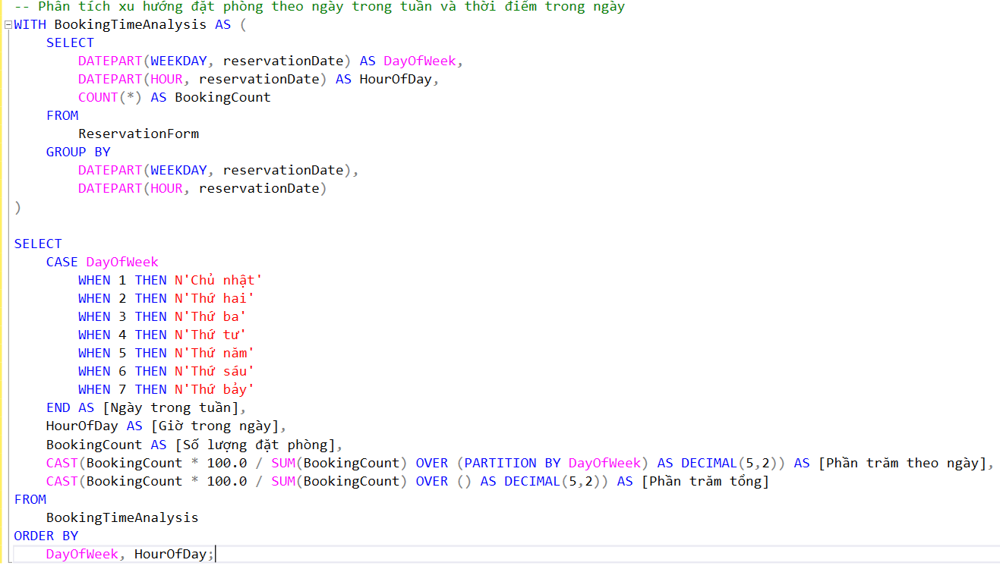 -- Phân tích xu hướng đặt phòng theo ngày trong tuần và thời điểm trong ngày
WITH BookingTimeAnalysis AS (
    SELECT
        DATEPART(WEEKDAY, reservationDate) AS DayOfWeek,
        DATEPART(HOUR, reservationDate) AS HourOfDay,
        COUNT(*) AS BookingCount
    FROM
        ReservationForm
    GROUP BY
        DATEPART(WEEKDAY, reservationDate),
        DATEPART(HOUR, reservationDate)
)
SELECT
    CASE DayOfWeek
        WHEN 1 THEN N'Chủ nhật'
        WHEN 2 THEN N'Thứ hai'
        WHEN 3 THEN N'Thứ ba'
        WHEN 4 THEN N'Thứ tư'
        WHEN 5 THEN N'Thứ năm'
        WHEN 6 THEN N'Thứ sáu'
        WHEN 7 THEN N'Thứ bảy'
    END AS [Ngày trong tuần],
    HourOfDay AS [Giờ trong ngày],
    BookingCount AS [Số lượng đặt phòng],
    CAST(BookingCount * 100.0 / SUM(BookingCount) OVER (PARTITION BY DayOfWeek) AS DECIMAL(5,2)) AS [Phần trăm theo ngày],
    CAST(BookingCount * 100.0 / SUM(BookingCount) OVER () AS DECIMAL(5,2)) AS [Phần trăm tổng]
FROM
    BookingTimeAnalysis
ORDER BY
    DayOfWeek, HourOfDay;